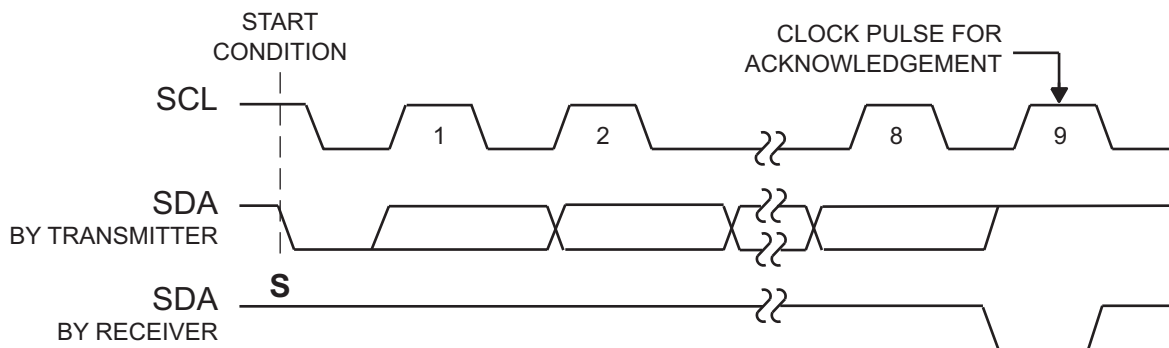 START
CONDITION
CLOCK PULSE FOR
ACKNOWLEDGEMENT
SCL
1
2
8
9
SDA
BY TRANSMITTER
S
SDA
BY RECEIVER